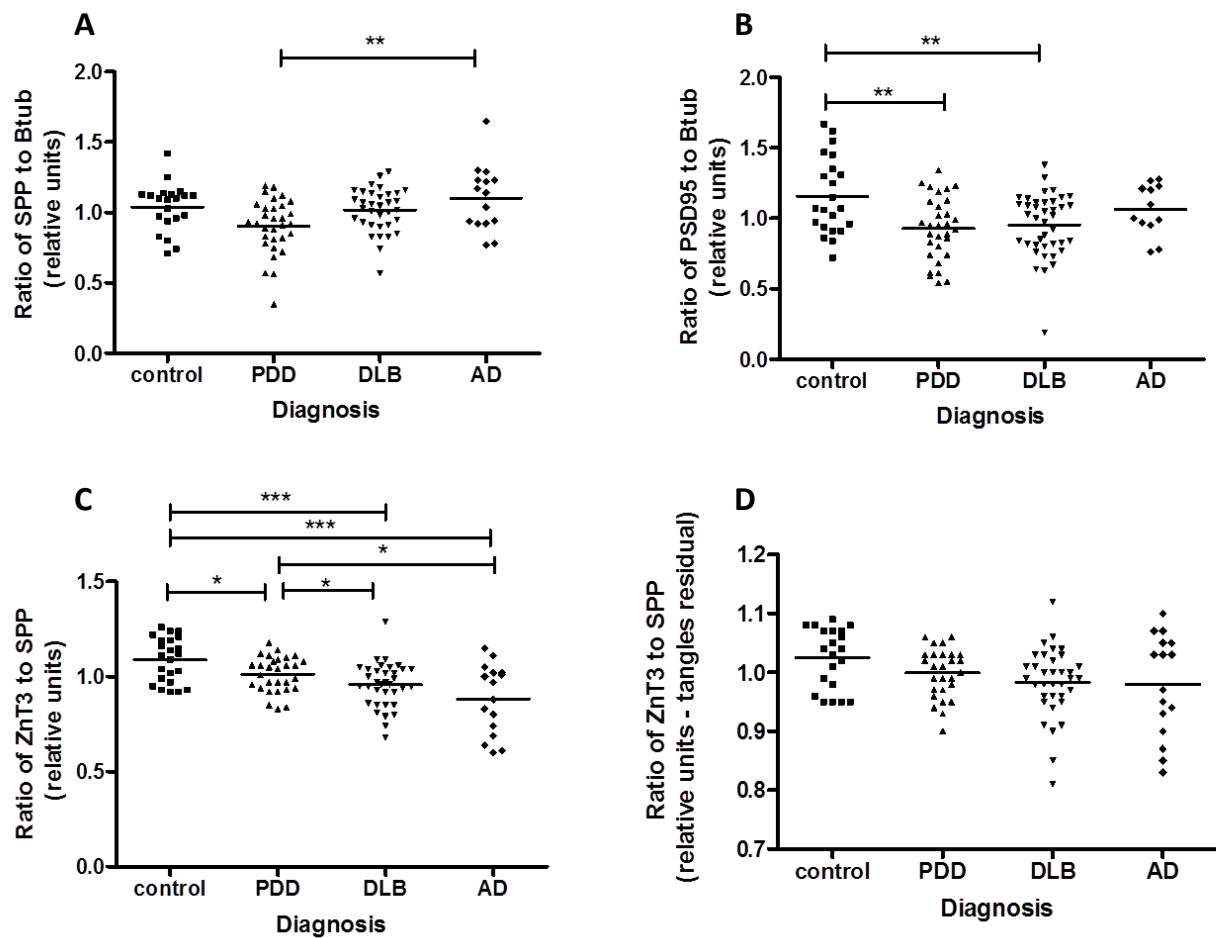 A
**
Ratio of SPP to Btub
(relative units)
2.0
1.5
1.0
0.5
0.0
control PDD DLB AD
Diagnosis
B
**
**
Ratio of PSD95 to Btub
(relative units)
2.0
1.5
1.0
0.5
0.0
control PDD DLB AD
Diagnosis
C
***
***
*
* *
Ratio of ZnT3 to SPP
(relative units)
1.5
1.0
0.5
0.0
control PDD DLB AD
Diagnosis
D
Ratio of ZnT3 to SPP
(relative units - tangles residual)
1.2
1.1
1.0
0.9
0.8
0.7
control PDD DLB AD
Diagnosis